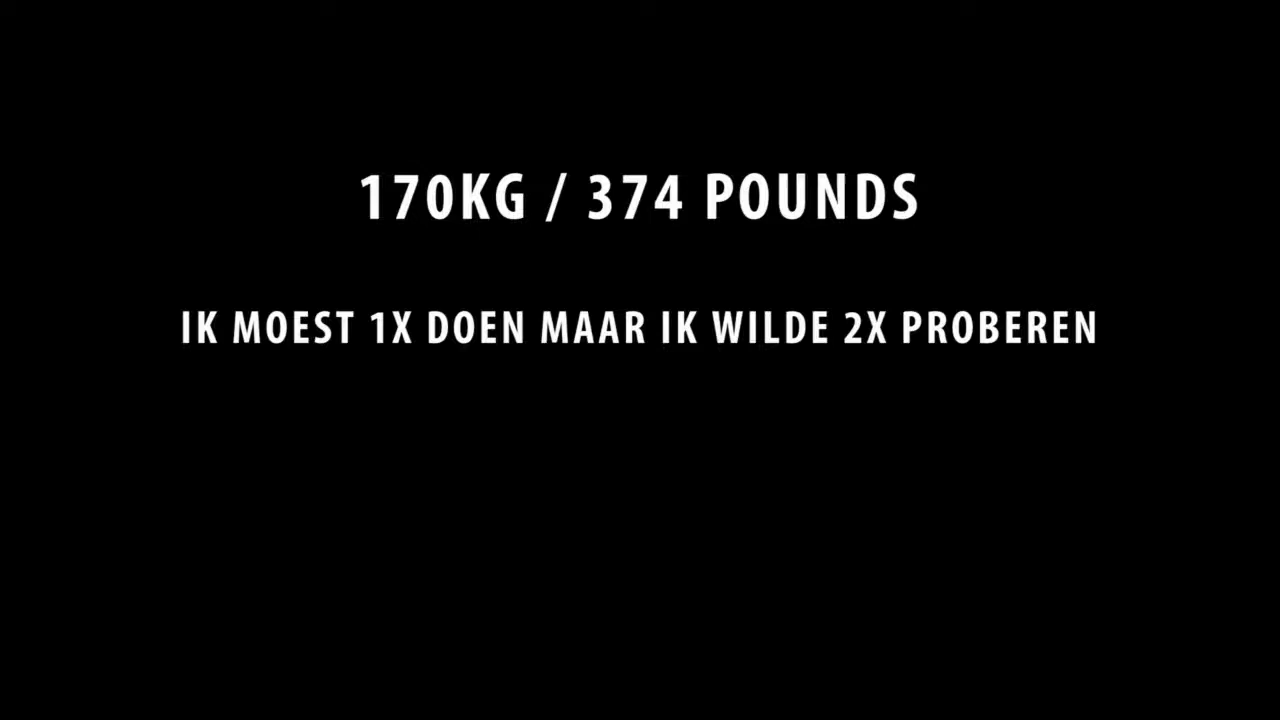 170KG / 374 POUNDS
IK MOEST 1X DOEN MAAR IK WILDE 2X PROBEREN